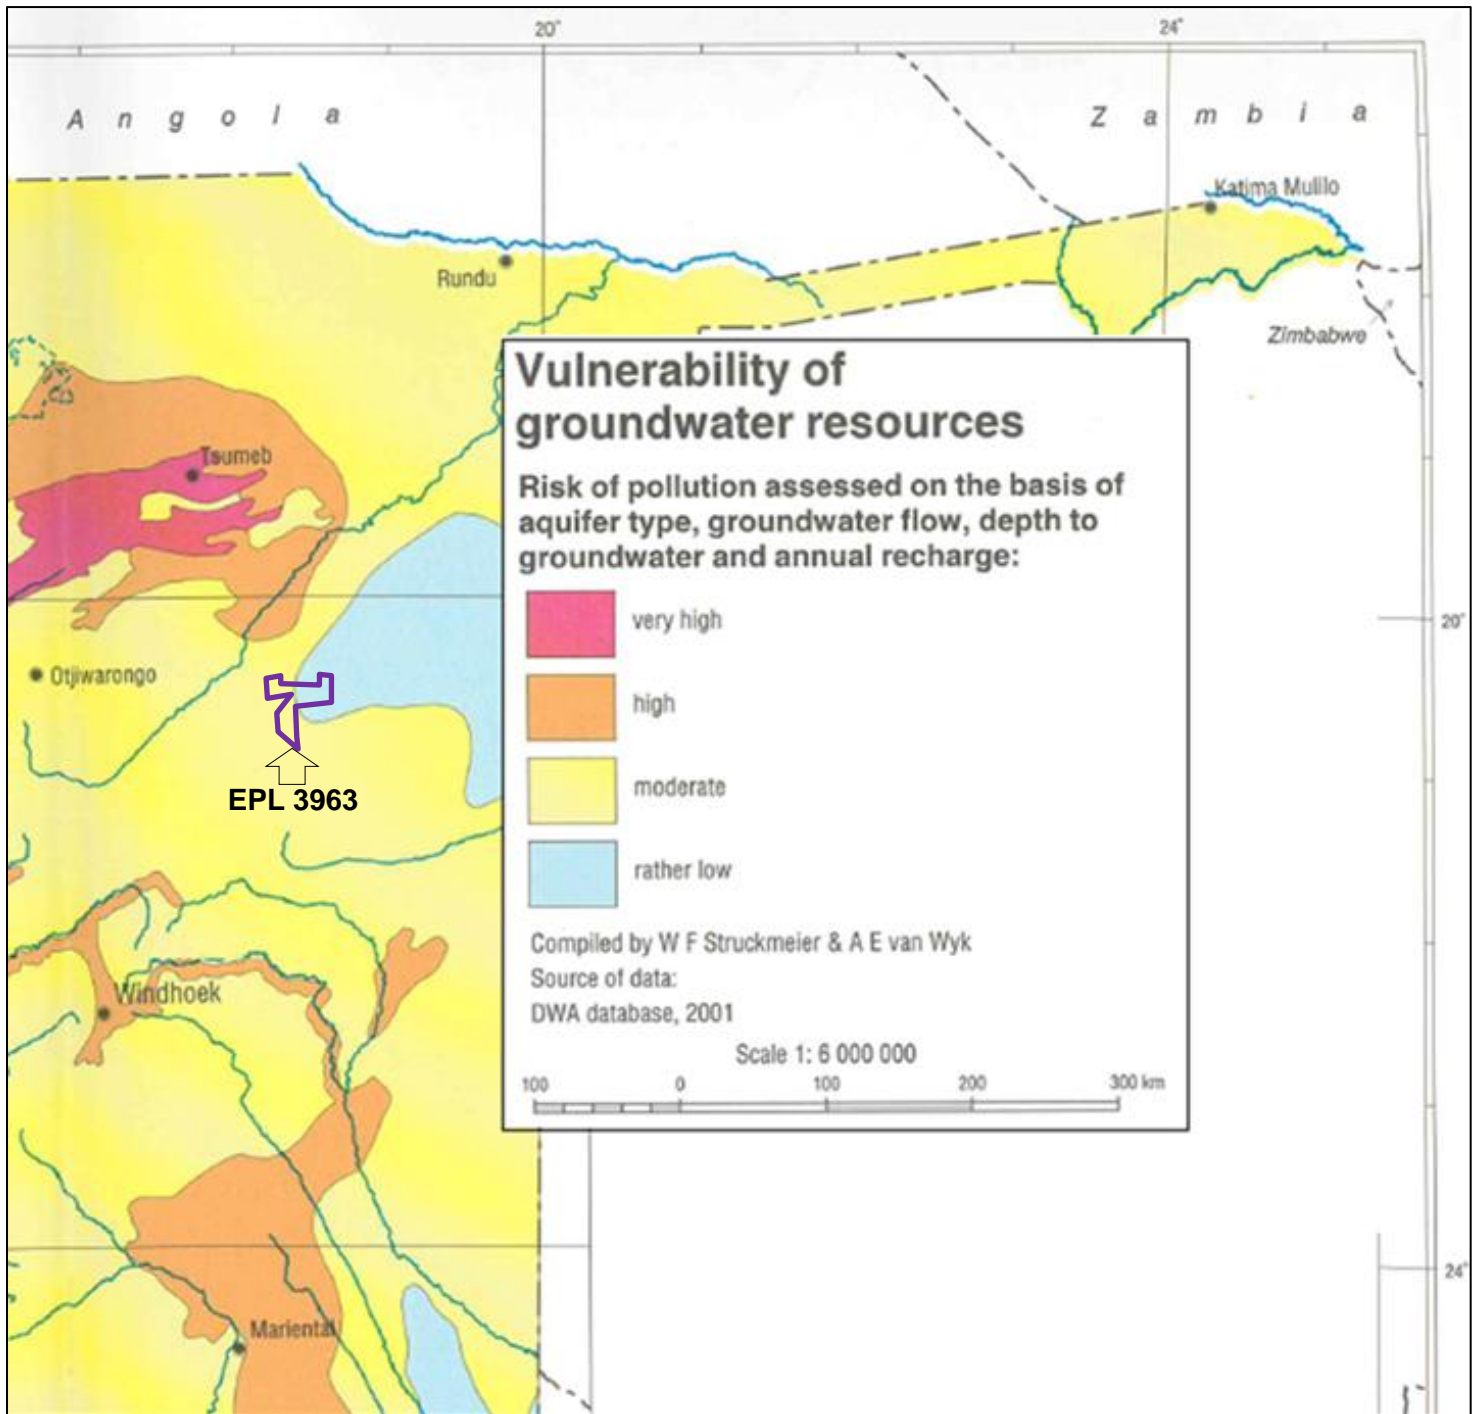 20°
24°
Angola
Zambia
Katima Mulilo
Rundu
Zimbabwe
Vulnerability of
groundwater resources
Tsumeb
Risk of pollution assessed on the basis of
aquifer type, groundwater flow, depth to
groundwater and annual recharge:
very high
20°
Otjiwarongo
high
moderate
EPL 3963
rather low
Compiled by W F Struckmeier & A E van Wyk
Source of data:
DWA database, 2001
Windhoek
Scale 1: 6 000 000
100 0 100 200 300 km
24°
Mariental